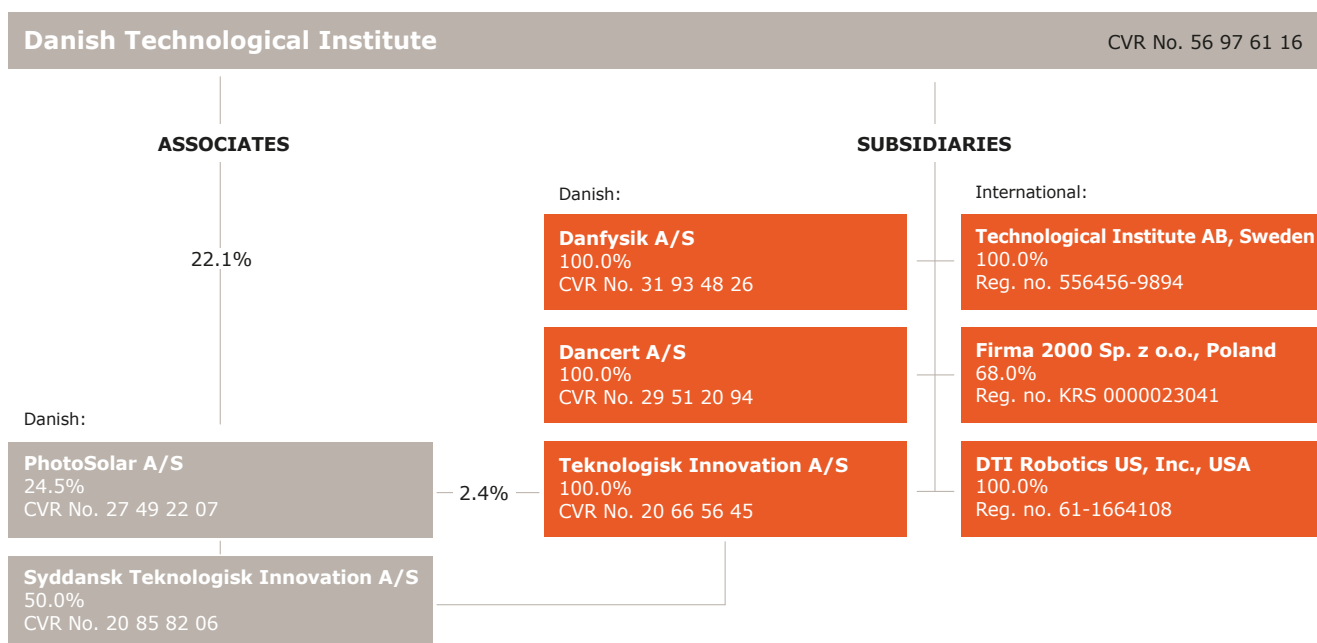 Danish Technological Institute
CVR No. 56 97 61 16
ASSOCIATES
SUBSIDIARIES
22.1%
Danish:
PhotoSolar A/S
24.5%
CVR No. 27 49 22 07
Syddansk Teknologisk Innovation A/S
50.0%
CVR No. 20 85 82 06
2.4%
Danish:
Danfysik A/S
100.0%
CVR No. 31 93 48 26
Dancert A/S
100.0%
CVR No. 29 51 20 94
Teknologisk Innovation A/S
100.0%
CVR No. 20 66 56 45
International:
Technological Institute AB, Sweden
100.0%
Reg. no. 556456-9894
Firma 2000 Sp. z o.o., Poland
68.0%
Reg. no. KRS 0000023041
DTI Robotics US, Inc., USA
100.0%
Reg. no. 61-1664108